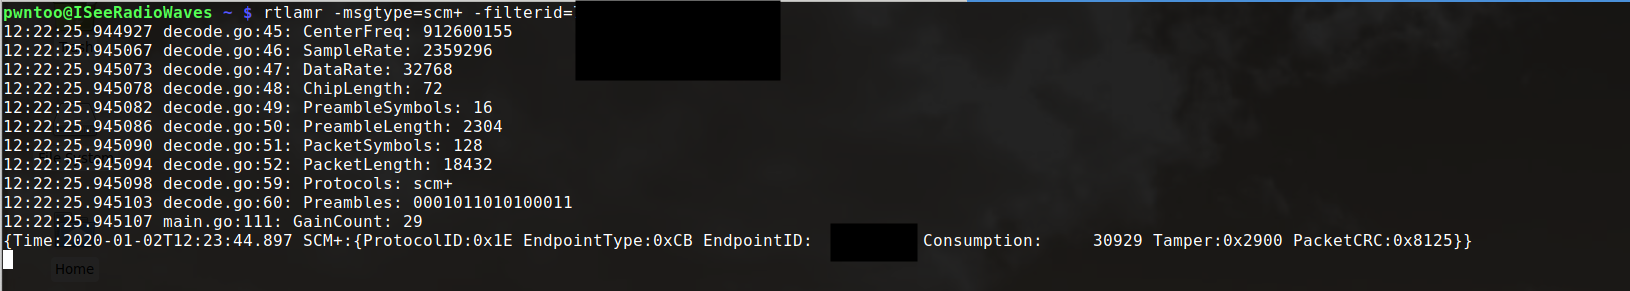 pwntoo@ISeeRadioWaves ~ $ rtlamr -msgtype=scm+ -filterid=
12:22:25.944927 decode.go:45: CenterFreq: 912600155
12:22:25.945067 decode.go:46: SampleRate: 2359296
12:22:25.945073 decode.go:47: DataRate: 32768
12:22:25.945078 decode.go:48: ChipLength: 72
12:22:25.945082 decode.go:49: PreambleSymbols: 16
12:22:25.945086 decode.go:50: PreambleLength: 2304
12:22:25.945090 decode.go:51: PacketSymbols: 128
12:22:25.945094 decode.go:52: PacketLength: 18432
12:22:25.945098 decode.go:59: Protocols: scm+
12:22:25.945103 decode.go:60: Preambles: 0001011010100011
12:22:25.945107 main.go:111: GainCount: 29
{Time:2020-01-02T12:23:44.897 SCM+:{ProtocolID:0x1E EndpointType:0xCB EndpointID: Consumption: 30929 Tamper:0x2900 PacketCRC:0x8125}}
Home